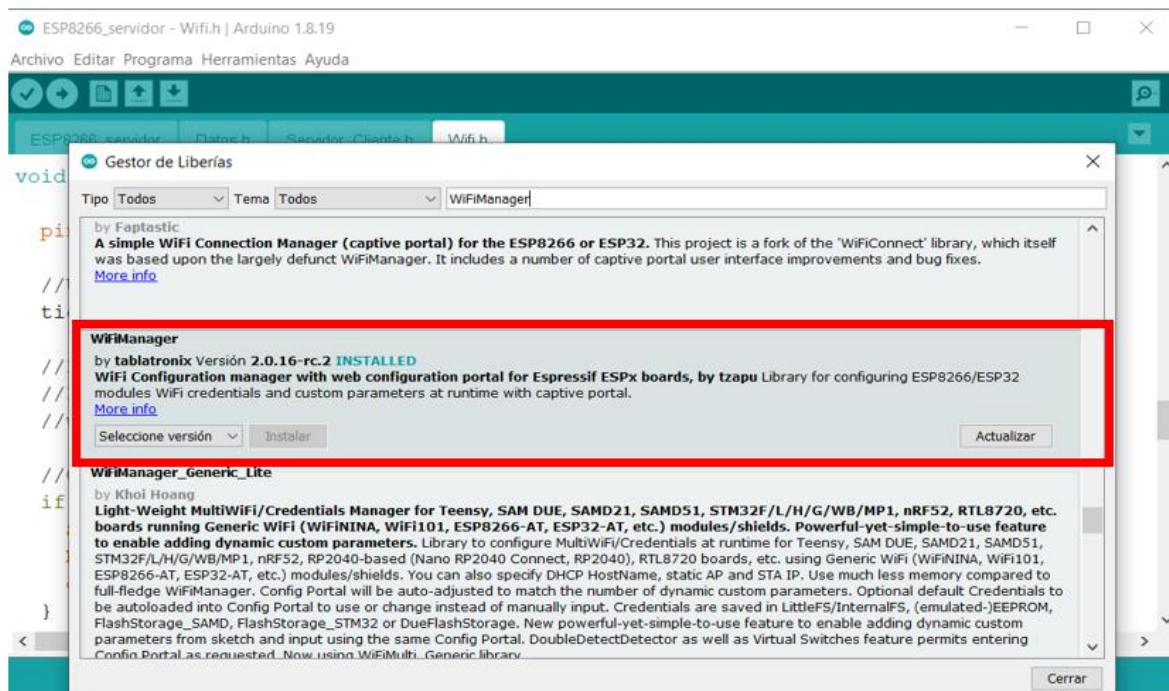 ESP8266_servidor - Wifi.h | Arduino 1.8.19
Archivo Editar Programa Herramientas Ayuda
ESP8266_servidor Datos.h Servidor_Cliente.h Wifi.h
Gestor de Liberías
void
Tipo Todos Tema Todos WiFiManager
by Faptastic
A simple WiFi Connection Manager (captive portal) for the ESP8266 or ESP32. This project is a fork of the 'WiFiConnect' library, which itself
was based upon the largely defunct WiFiManager. It includes a number of captive portal user interface improvements and bug fixes.
More info
WiFiManager
by tablatronix Versión 2.0.16-rc.2 INSTALLED
WiFi Configuration manager with web configuration portal for Espressif ESPx boards, by tzapu Library for configuring ESP8266/ESP32
modules WiFi credentials and custom parameters at runtime with captive portal.
More info
Seleccione versión Instalar Actualizar
WiFiManager_Generic_Lite
if
by Khoi Hoang
Light-Weight MultiWiFi/Credentials Manager for Teensy, SAM DUE, SAMD21, SAMD51, STM32F/L/H/G/WB/MP1, nRF52, RTL8720, etc.
boards running Generic WiFi (WiFiNINA, WiFi101, ESP8266-AT, ESP32-AT, etc.) modules/shields. Powerful-yet-simple-to-use feature
to enable adding dynamic custom parameters. Library to configure MultiWiFi/Credentials at runtime for Teensy, SAM DUE, SAMD21, SAMD51,
STM32F/L/H/G/WB/MP1, nRF52, RP2040-based (Nano RP2040 Connect, RP2040), RTL8720 boards, etc. using Generic WiFi (WiFiNINA, WiFi101,
ESP8266-AT, ESP32-AT, etc.) modules/shields. You can also specify DHCP HostName, static AP and STA IP. Use much less memory compared to
full-fledge WiFiManager. Config Portal will be auto-adjusted to match the number of dynamic custom parameters. Optional default Credentials to
be autoloaded into Config Portal to use or change instead of manually input. Credentials are saved in LittleFS/InternalFS, (emulated-)EEPROM,
FlashStorage_SAMD, FlashStorage_STM32 or DueFlashStorage. New powerful-yet-simple-to-use feature to enable adding dynamic custom
parameters from sketch and input using the same Config Portal. DoubleDetectDetector as well as Virtual Switches feature permits entering
Config Portal as requested. Now using WiFiMulti_Generic library
}
Cerrar